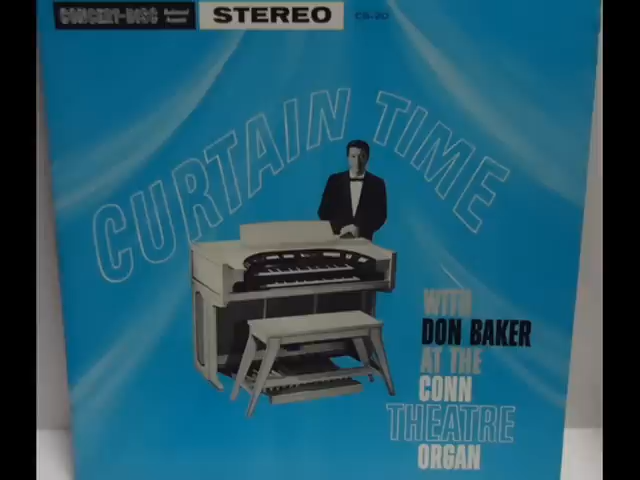 CONCERT-DISC
STEREO
CS-20
CURTAIN TIME
WITH
DON BAKER
AT THE
CONN
THEATRE
ORGAN